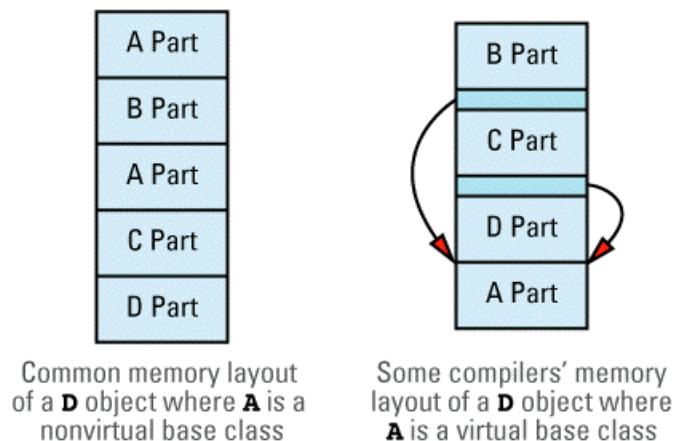 A Part
B Part
A Part
C Part
D Part
Common memory layout
of a D object where A is a
nonvirtual base class
B Part
C Part
D Part
A Part
Some compilers’ memory
layout of a D object where
A is a virtual base class